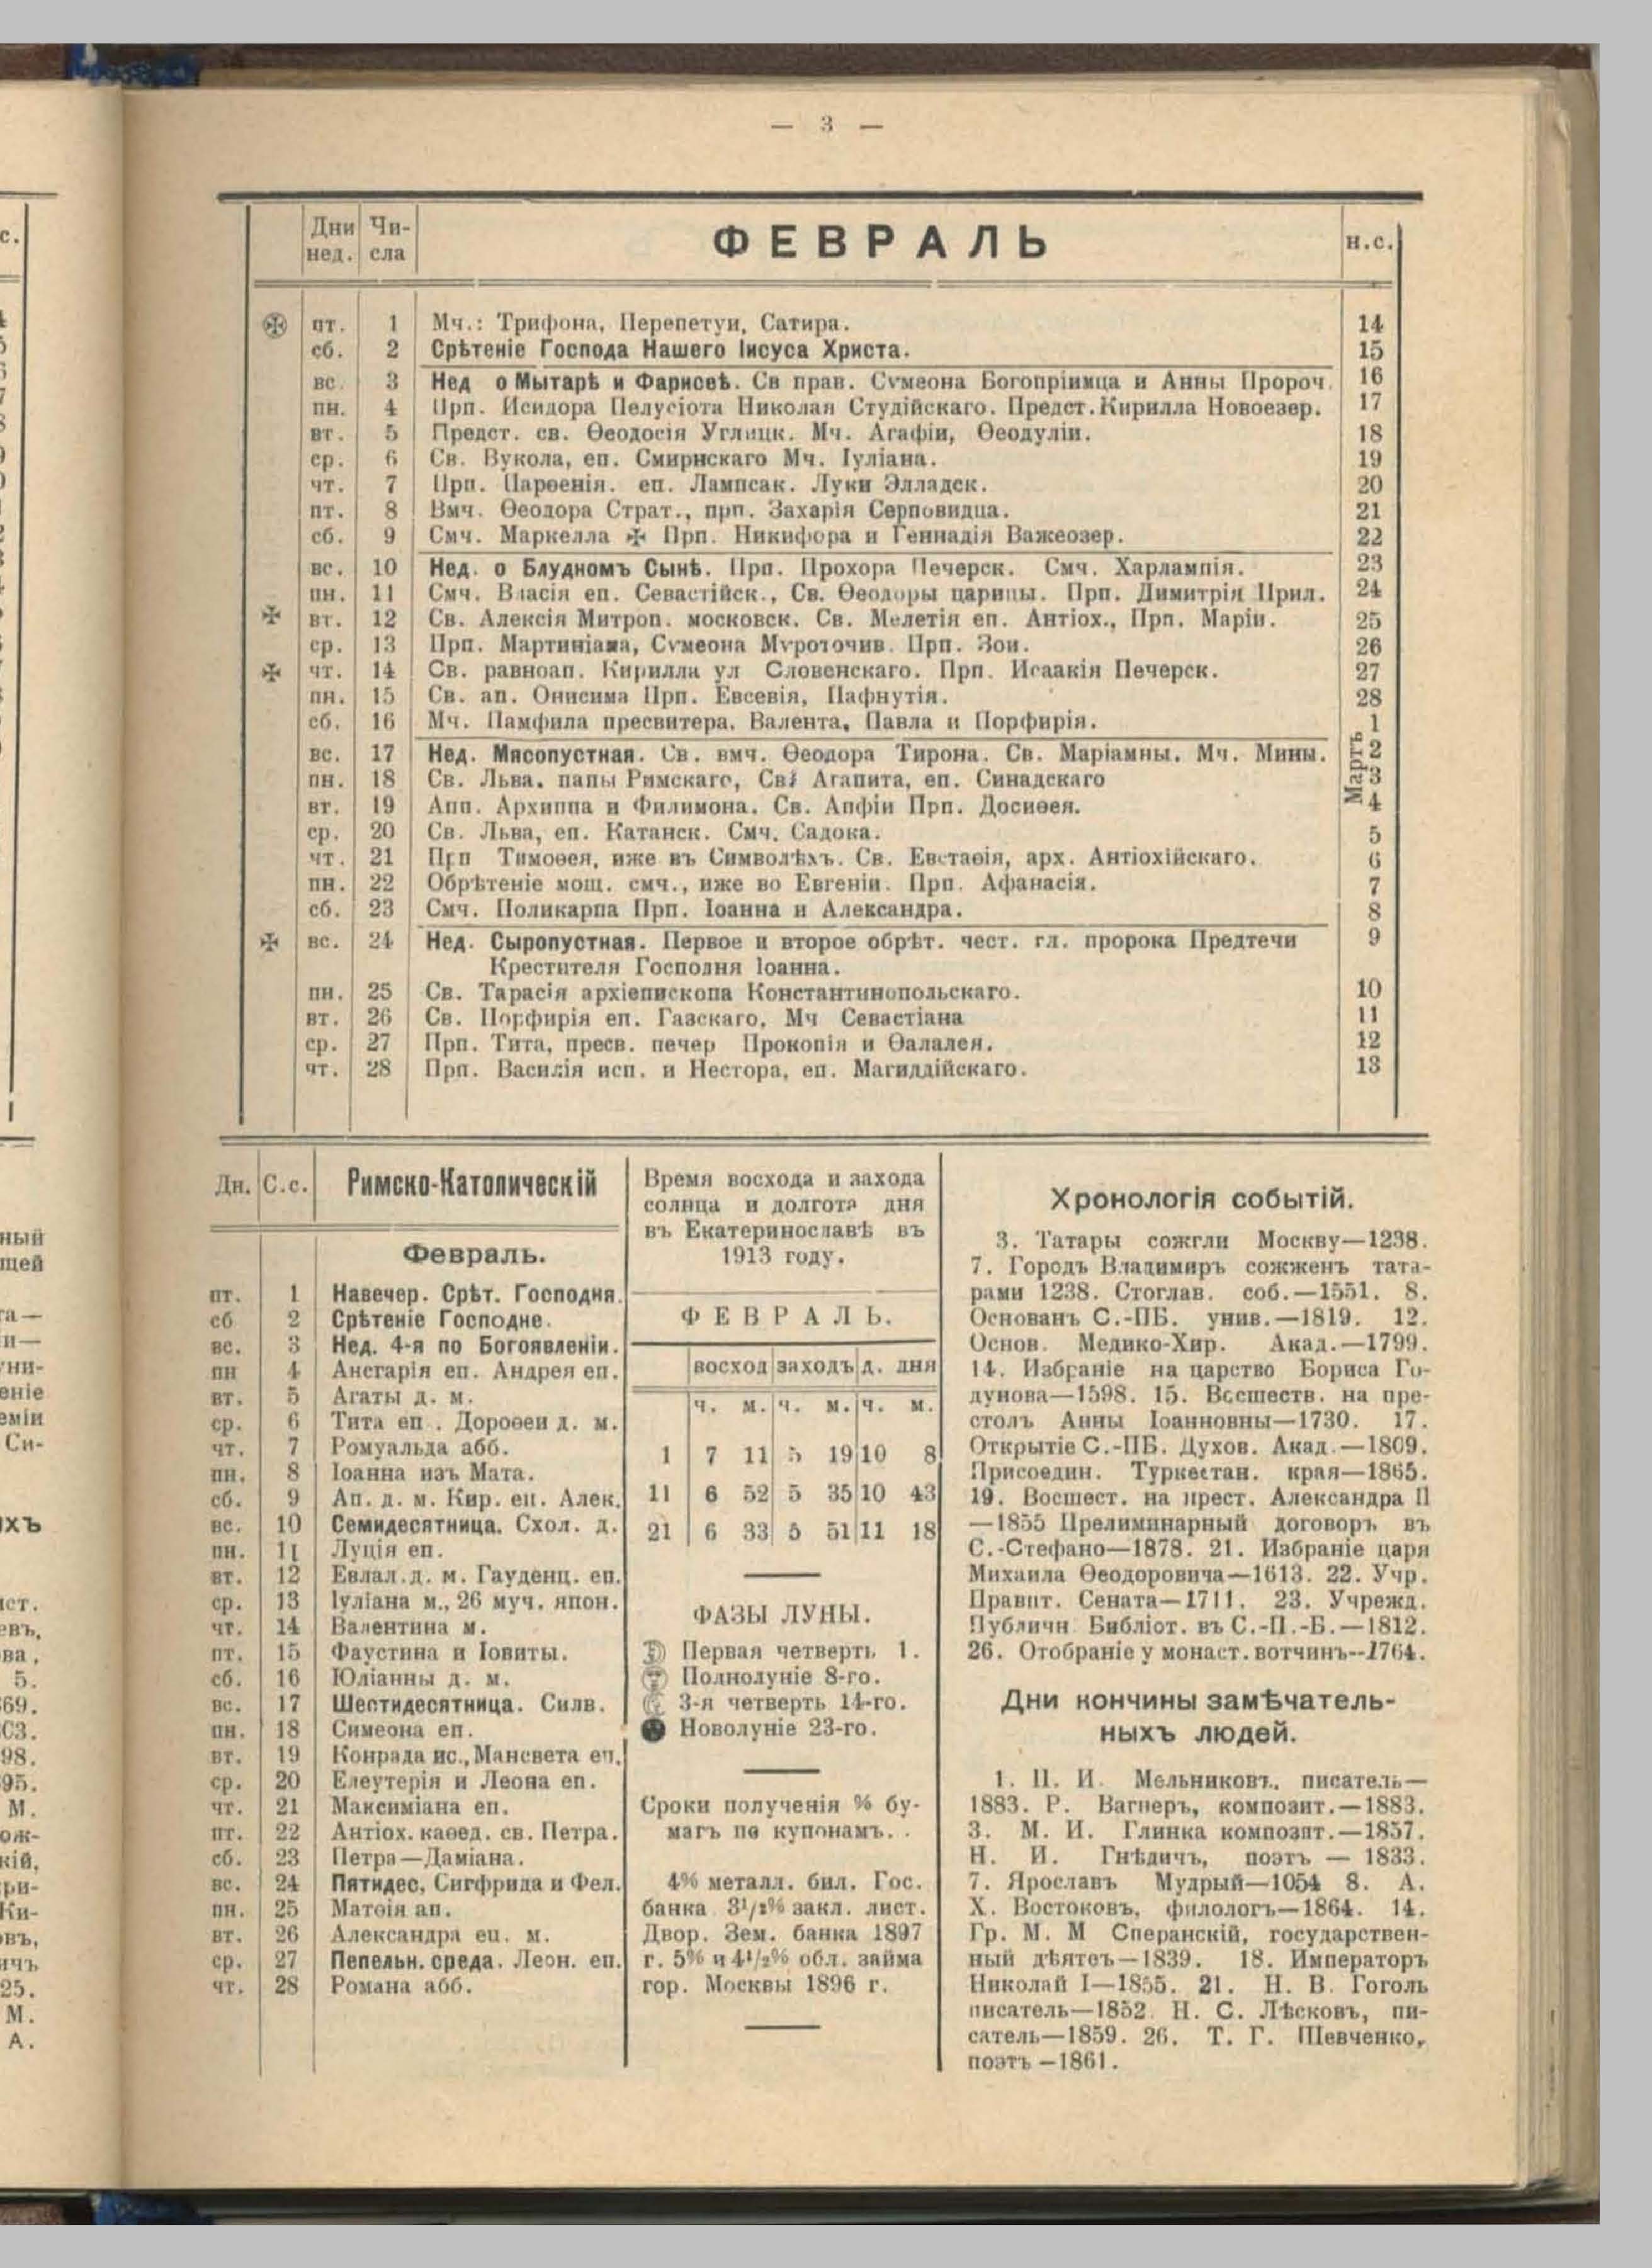 — 3 —
Дни нед. Чи- сла ФЕВРАЛЬ н.с.
пт. 1 Мч.: Трифона, Перепетуи, Сатира. 14
сб. 2 Срѣтеніе Господа Нашего Іисуса Христа. 15
вс. 3 Нед о Мытарѣ и Фарисеѣ. Св прав. Сѵмеона Богопріимца и Анны Пророч. 16
пн. 4 Прп. Исидора Пелусіота Николая Студійскаго. Предст. Кирилла Новоезер. 17
вт. 5 Предст. св. Ѳеодосія Углицк. Мч. Агафіи, Ѳеодуліи. 18
ср. 6 Св. Вукола, еп. Смирнскаго Мч. Іуліана. 19
чт. 7 Прп. Парѳенія. еп. Лампсак. Луки Элладск. 20
пт. 8 Вмч. Ѳеодора Страт., прп. Захарія Серповидца. 21
сб. 9 Смч. Маркелла ✠ Прп. Никифора и Геннадія Важеозер. 22
вс. 10 Нед. о Блудномъ Сынѣ. Прп. Прохора Печерск. Смч. Харлампія. 23
пн. 11 Смч. Власія еп. Севастійск., Св. Ѳеодоры царицы. Прп. Димитрія Прил. 24
✠ вт. 12 Св. Алексія Митроп. московск. Св. Мелетія еп. Антіох., Прп. Маріи. 25
ср. 13 Прп. Мартиніана, Сѵмеона Мѵроточив. Прп. Зои. 26
✠ чт. 14 Св. равноап. Кирилла уч Словенскаго. Прп. Исаакія Печерск. 27
пн. 15 Св. ап. Онисима Прп. Евсевія, Пафнутія. 28
сб. 16 Мч. Памфила пресвитера. Валента, Павла и Порфирія. 1
Мартъ
вс. 17 Нед. Мясопустная. Св. вмч. Ѳеодора Тирона. Св. Маріамны. Мч. Мины. 2
пн. 18 Св. Льва, папы Римскаго, Св. Агапита, еп. Синадскаго 3
вт. 19 Апп. Архиппа и Филимона. Св. Апфіи Прп. Досиѳея. 4
ср. 20 Св. Льва, еп. Катанск. Смч. Садока. 5
чт. 21 Прп Тимоѳея, иже въ Символѣхъ. Св. Евстаѳія, арх. Антіохійскаго. 6
пн. 22 Обрѣтеніе мощ. смч., иже во Евгеніи. Прп. Афанасія. 7
сб. 23 Смч. Поликарпа Прп. Іоанна и Александра. 8
✠ вс. 24 Нед. Сыропустная. Первое и второе обрѣт. чест. гл. пророка Предтечи 9
Крестителя Господня Іоанна.
пн. 25 Св. Тарасія архіепископа Константинопольскаго. 10
вт. 26 Св. Порфирія еп. Газскаго, Мч Севастіана 11
ср. 27 Прп. Тита, пресв. печер Прокопія и Ѳалалея. 12
чт. 28 Прп. Василія исп. и Нестора, еп. Магиддійскаго. 13
Дн. С.с. Римско-Католическій
Февраль.
пт. 1 Навечер. Срѣт. Господня.
сб 2 Срѣтеніе Господне.
вс. 3 Нед. 4-я по Богоявленіи.
пн 4 Ансгарія еп. Андрея еп.
вт. 5 Агаты д. м.
ср. 6 Тита еп . Дороѳеи д. м.
чт. 7 Ромуальда абб.
пн. 8 Іоанна изъ Мата.
сб. 9 Ап. д. м. Кир. еп. Алек.
вс. 10 Семидесятница. Схол. д.
пн. 11 Луція еп.
вт. 12 Евлал. д. м. Гауденц. еп.
ср. 13 Іуліана м., 26 муч. япон.
чт. 14 Валентина м.
пт. 15 Фаустина и Іовиты.
сб. 16 Юліанны д. м.
вс. 17 Шестидесятница. Силв.
пн. 18 Симеона еп.
вт. 19 Конрада ис., Мансвета еп.
ср. 20 Елеутерія и Леона еп.
чт. 21 Максиміана еп.
пт. 22 Антіох. каѳед. св. Петра.
сб. 23 Петра—Даміана.
вс. 24 Пятидес, Сигфрида и Фел.
пн. 25 Матѳія ап.
вт. 26 Александра еп. м.
ср. 27 Пепельн. среда. Леон. еп.
чт. 28 Романа абб.
Время восхода и захода
солнца и долгота дня
въ Екатеринославѣ въ
1913 году.
ФЕВРАЛЬ.
восход заходъ д. дня
ч. м. ч. м. ч. м.
1 7 11 5 19 10 8
11 6 52 5 35 10 43
21 6 33 5 51 11 18
ФАЗЫ ЛУНЫ.
Первая четверть 1.
Полнолуніе 8-го.
3-я четверть 14-го.
Новолуніе 23-го.
Сроки полученія % бу-
магъ по купонамъ. .
4% металл. бил. Гос.
банка 3¹/₂% закл. лист.
Двор. Зем. банка 1897
г. 5% и 4¹/₂% обл. займа
гор. Москвы 1896 г.
Хронологія событій.
3. Татары сожгли Москву—1238.
7. Городъ Владимиръ сожженъ тата-
рами 1238. Стоглав. соб.—1551. 8.
Основанъ С.-ПБ. унив.—1819. 12.
Основ. Медико-Хир. Акад.—1799.
14. Избраніе на царство Бориса Го-
дунова—1598. 15. Восшеств. на пре-
столъ Анны Іоанновны—1730. 17.
Открытіе С.-ПБ. Духов. Акад.—1809.
Присоедин. Туркестан. края—1865.
19. Восшест. на прест. Александра II
—1855 Прелиминарный договоръ въ
С.-Стефано—1878. 21. Избраніе царя
Михаила Ѳеодоровича—1613. 22. Учр.
Правит. Сената—1711. 23. Учрежд.
Публичн Библіот. въ С.-П.-Б.—1812.
26. Отобраніе у монаст. вотчинъ--1764.
Дни кончины замѣчатель-
ныхъ людей.
1. П. И. Мельниковъ, писатель—
1883. Р. Вагнеръ, композит.—1883.
3. М. И. Глинка композит.—1857.
Н. И. Гнѣдичъ, поэтъ — 1833.
7. Ярославъ Мудрый—1054 8. А.
Х. Востоковъ, филологъ—1864. 14.
Гр. М. М Сперанскій, государствен-
ный дѣятеъ—1839. 18. Императоръ
Николай I—1855. 21. Н. В. Гоголь
писатель—1852. Н. С. Лѣсковъ, пи-
сатель—1859. 26. Т. Г. Шевченко,
поэтъ—1861.